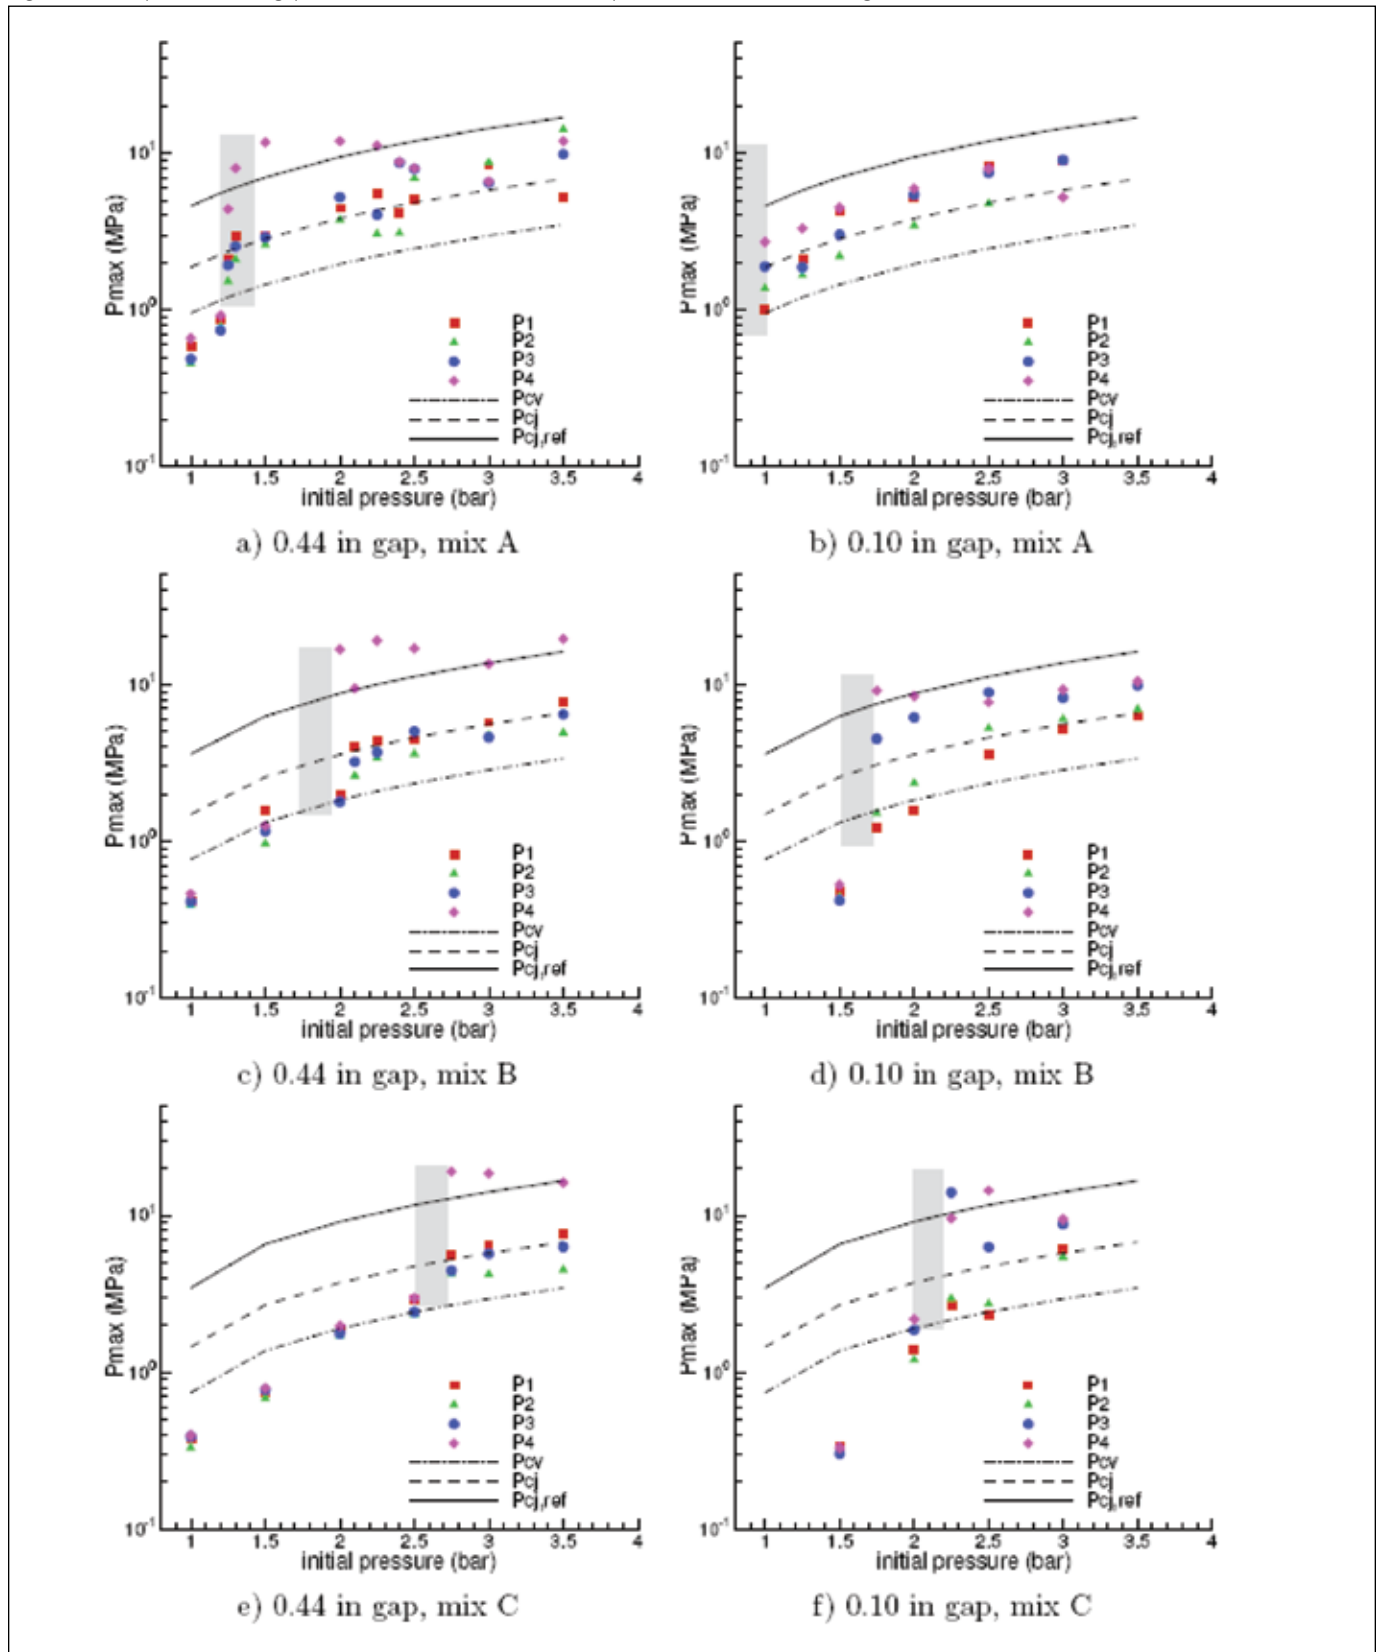 Pmax (MPa)
10¹
10⁰
10⁻¹
P1
P2
P3
P4
Pcv
Pcj
Pcj,ref
1 1.5 2 2.5 3 3.5 4
initial pressure (bar)
a) 0.44 in gap, mix A
Pmax (MPa)
10¹
10⁰
10⁻¹
P1
P2
P3
P4
Pcv
Pcj
Pcj,ref
1 1.5 2 2.5 3 3.5 4
initial pressure (bar)
b) 0.10 in gap, mix A
Pmax (MPa)
10¹
10⁰
10⁻¹
P1
P2
P3
P4
Pcv
Pcj
Pcj,ref
1 1.5 2 2.5 3 3.5 4
initial pressure (bar)
c) 0.44 in gap, mix B
Pmax (MPa)
10¹
10⁰
10⁻¹
P1
P2
P3
P4
Pcv
Pcj
Pcj,ref
1 1.5 2 2.5 3 3.5 4
initial pressure (bar)
d) 0.10 in gap, mix B
Pmax (MPa)
10¹
10⁰
10⁻¹
P1
P2
P3
P4
Pcv
Pcj
Pcj,ref
1 1.5 2 2.5 3 3.5 4
initial pressure (bar)
e) 0.44 in gap, mix C
Pmax (MPa)
10¹
10⁰
10⁻¹
P1
P2
P3
P4
Pcv
Pcj
Pcj,ref
1 1.5 2 2.5 3 3.5 4
initial pressure (bar)
f) 0.10 in gap, mix C